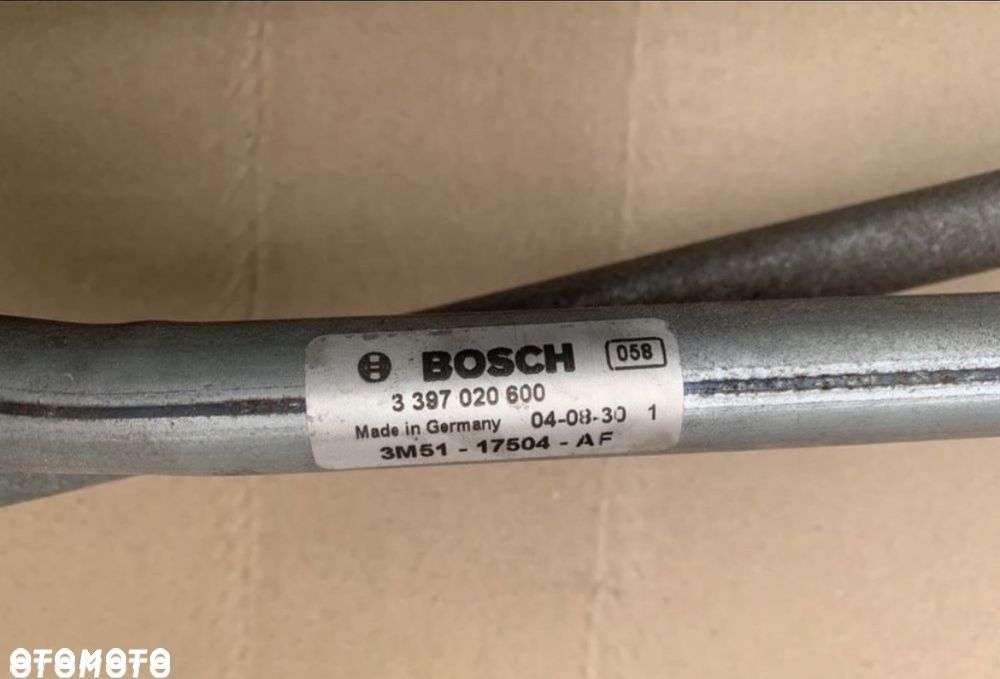 BOSCH 058
3 397 020 600
Made in Germany 04-08-30 1
3M51 - 17504 - AF
OTOMOTO